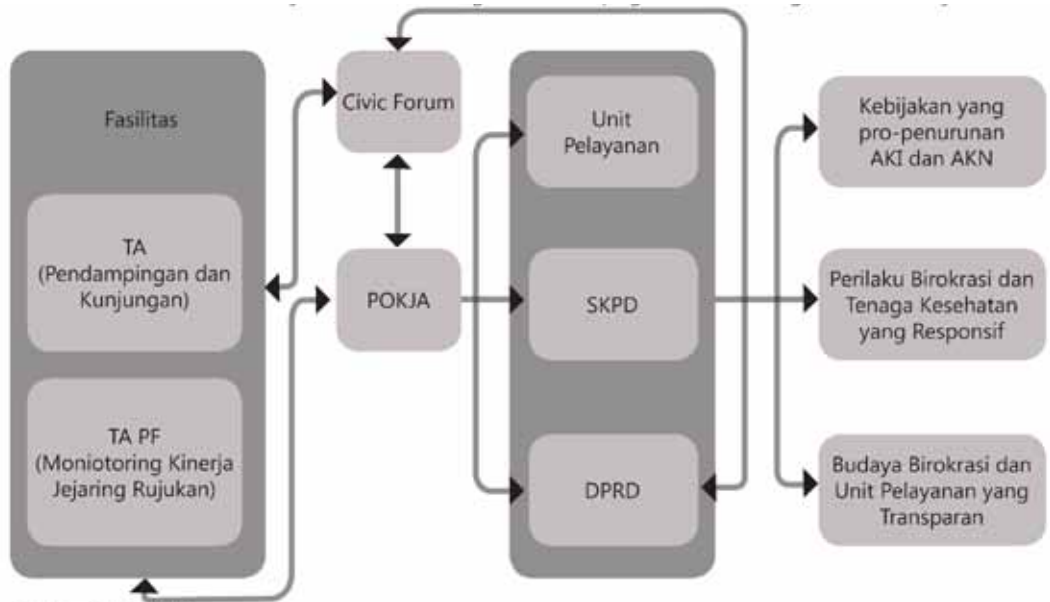 Fasilitas
TA
(Pendampingan dan
Kunjungan)
TA PF
(Moniotoring Kinerja
Jejaring Rujukan)
Civic Forum
POKJA
Unit
Pelayanan
SKPD
DPRD
Kebijakan yang
pro-penurunan
AKI dan AKN
Perilaku Birokrasi dan
Tenaga Kesehatan
yang Responsif
Budaya Birokrasi dan
Unit Pelayanan yang
Transparan